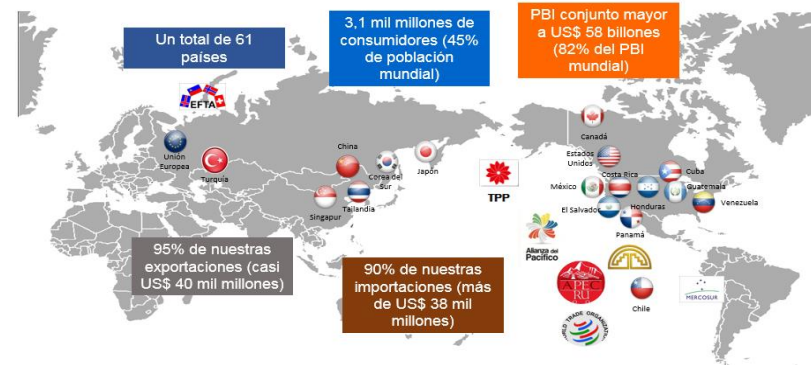 Un total de 61
países
3,1 mil millones de
consumidores (45%
de población
mundial)
PBI conjunto mayor
a US$ 58 billones
(82% del PBI
mundial)
EFTA
Unión
Europea
Turquía
China
Corea del
Sur
Japón
Singapur
Tailandia
TPP
Canadá
Estados
Unidos
Cuba
México
Costa Rica
Honduras
Guatemala
El Salvador
Panamá
Venezuela
Alianza del
Pacífico
APEC
PERÚ
Chile
MERCOSUR
WORLD TRADE ORGANIZATION
95% de nuestras
exportaciones (casi
US$ 40 mil millones)
90% de nuestras
importaciones (más
de US$ 38 mil
millones)